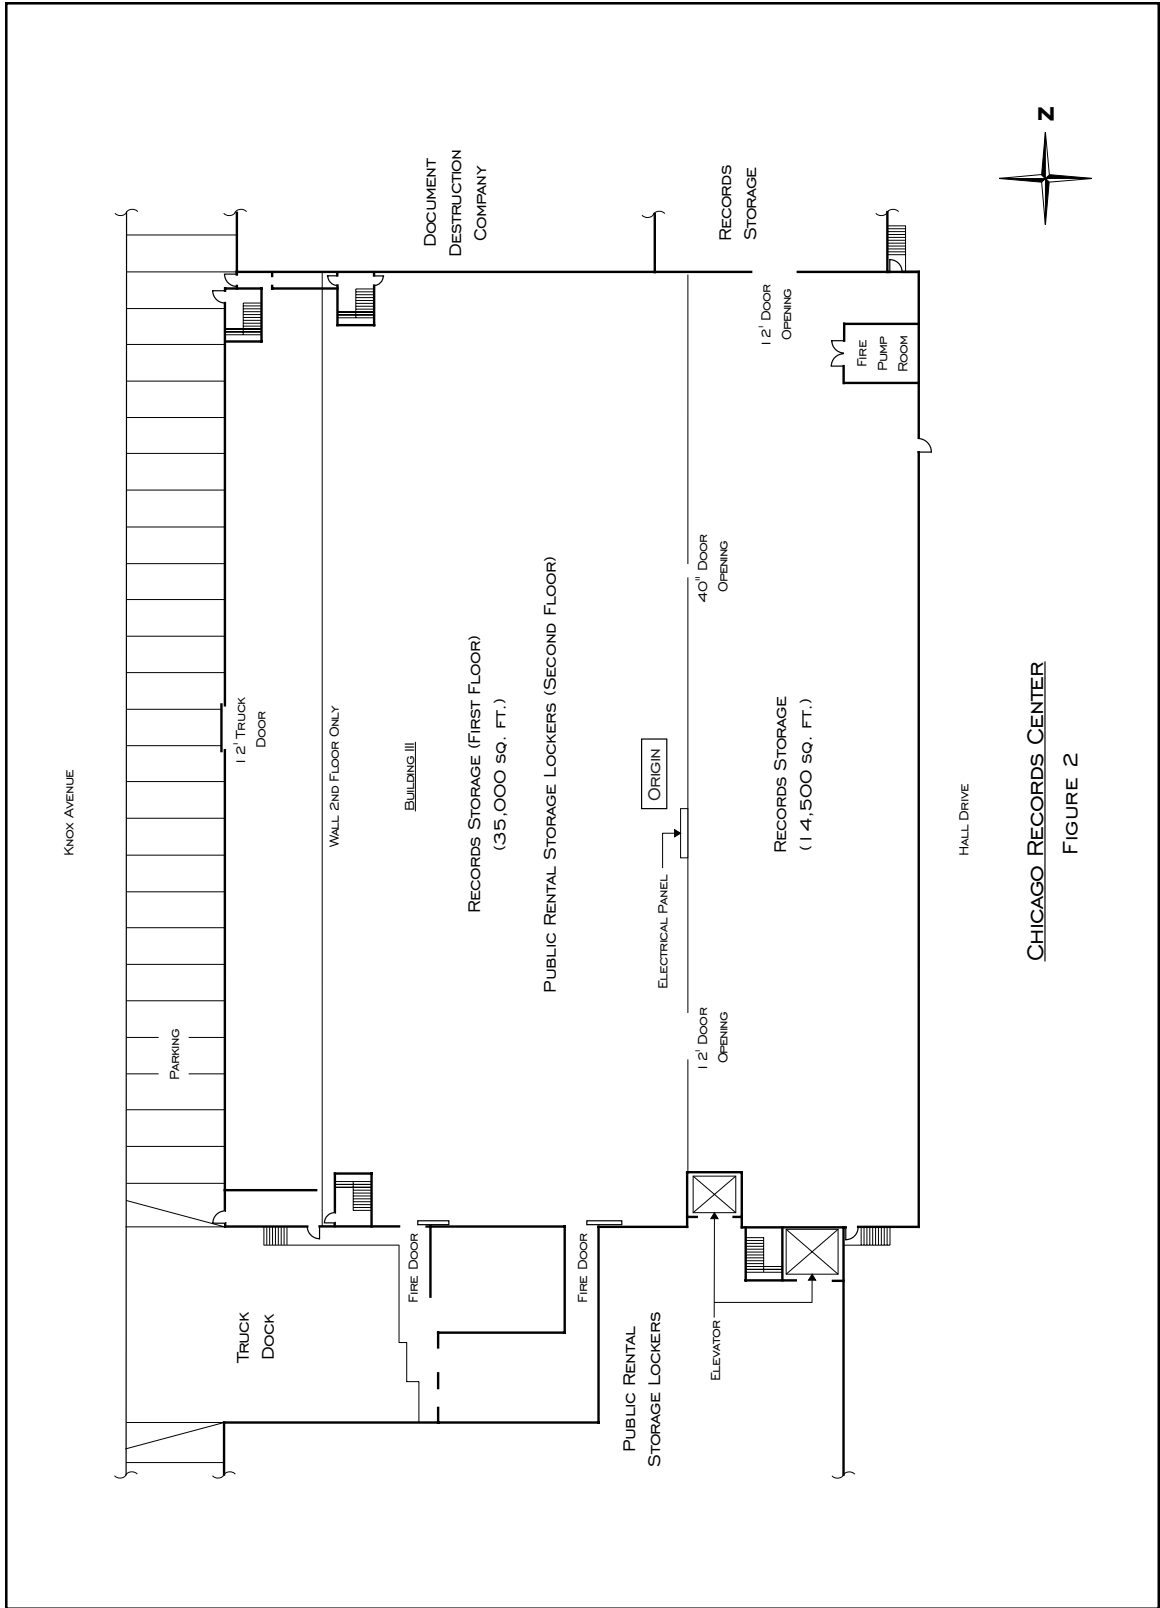 Knox Avenue
Parking
12' Truck
Door
Truck
Dock
Wall 2nd Floor Only
Building III
Fire Door
Document
Destruction
Company
Records Storage (First Floor)
(35,000 sq. ft.)
Public Rental Storage Lockers (Second Floor)
Fire Door
Public Rental
Storage Lockers
Origin
Electrical Panel
12' Door
Opening
40" Door
Opening
Elevator
Records
Storage
12' Door
Opening
Records Storage
(14,500 sq. ft.)
Fire
Pump
Room
Hall Drive
N
Chicago Records Center
Figure 2